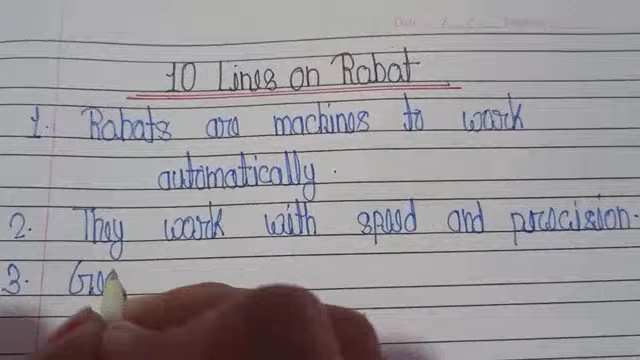 10 Lines on Robot
1. Robots are machines to work
automatically.
2. They work with speed and precision.
3. Geo